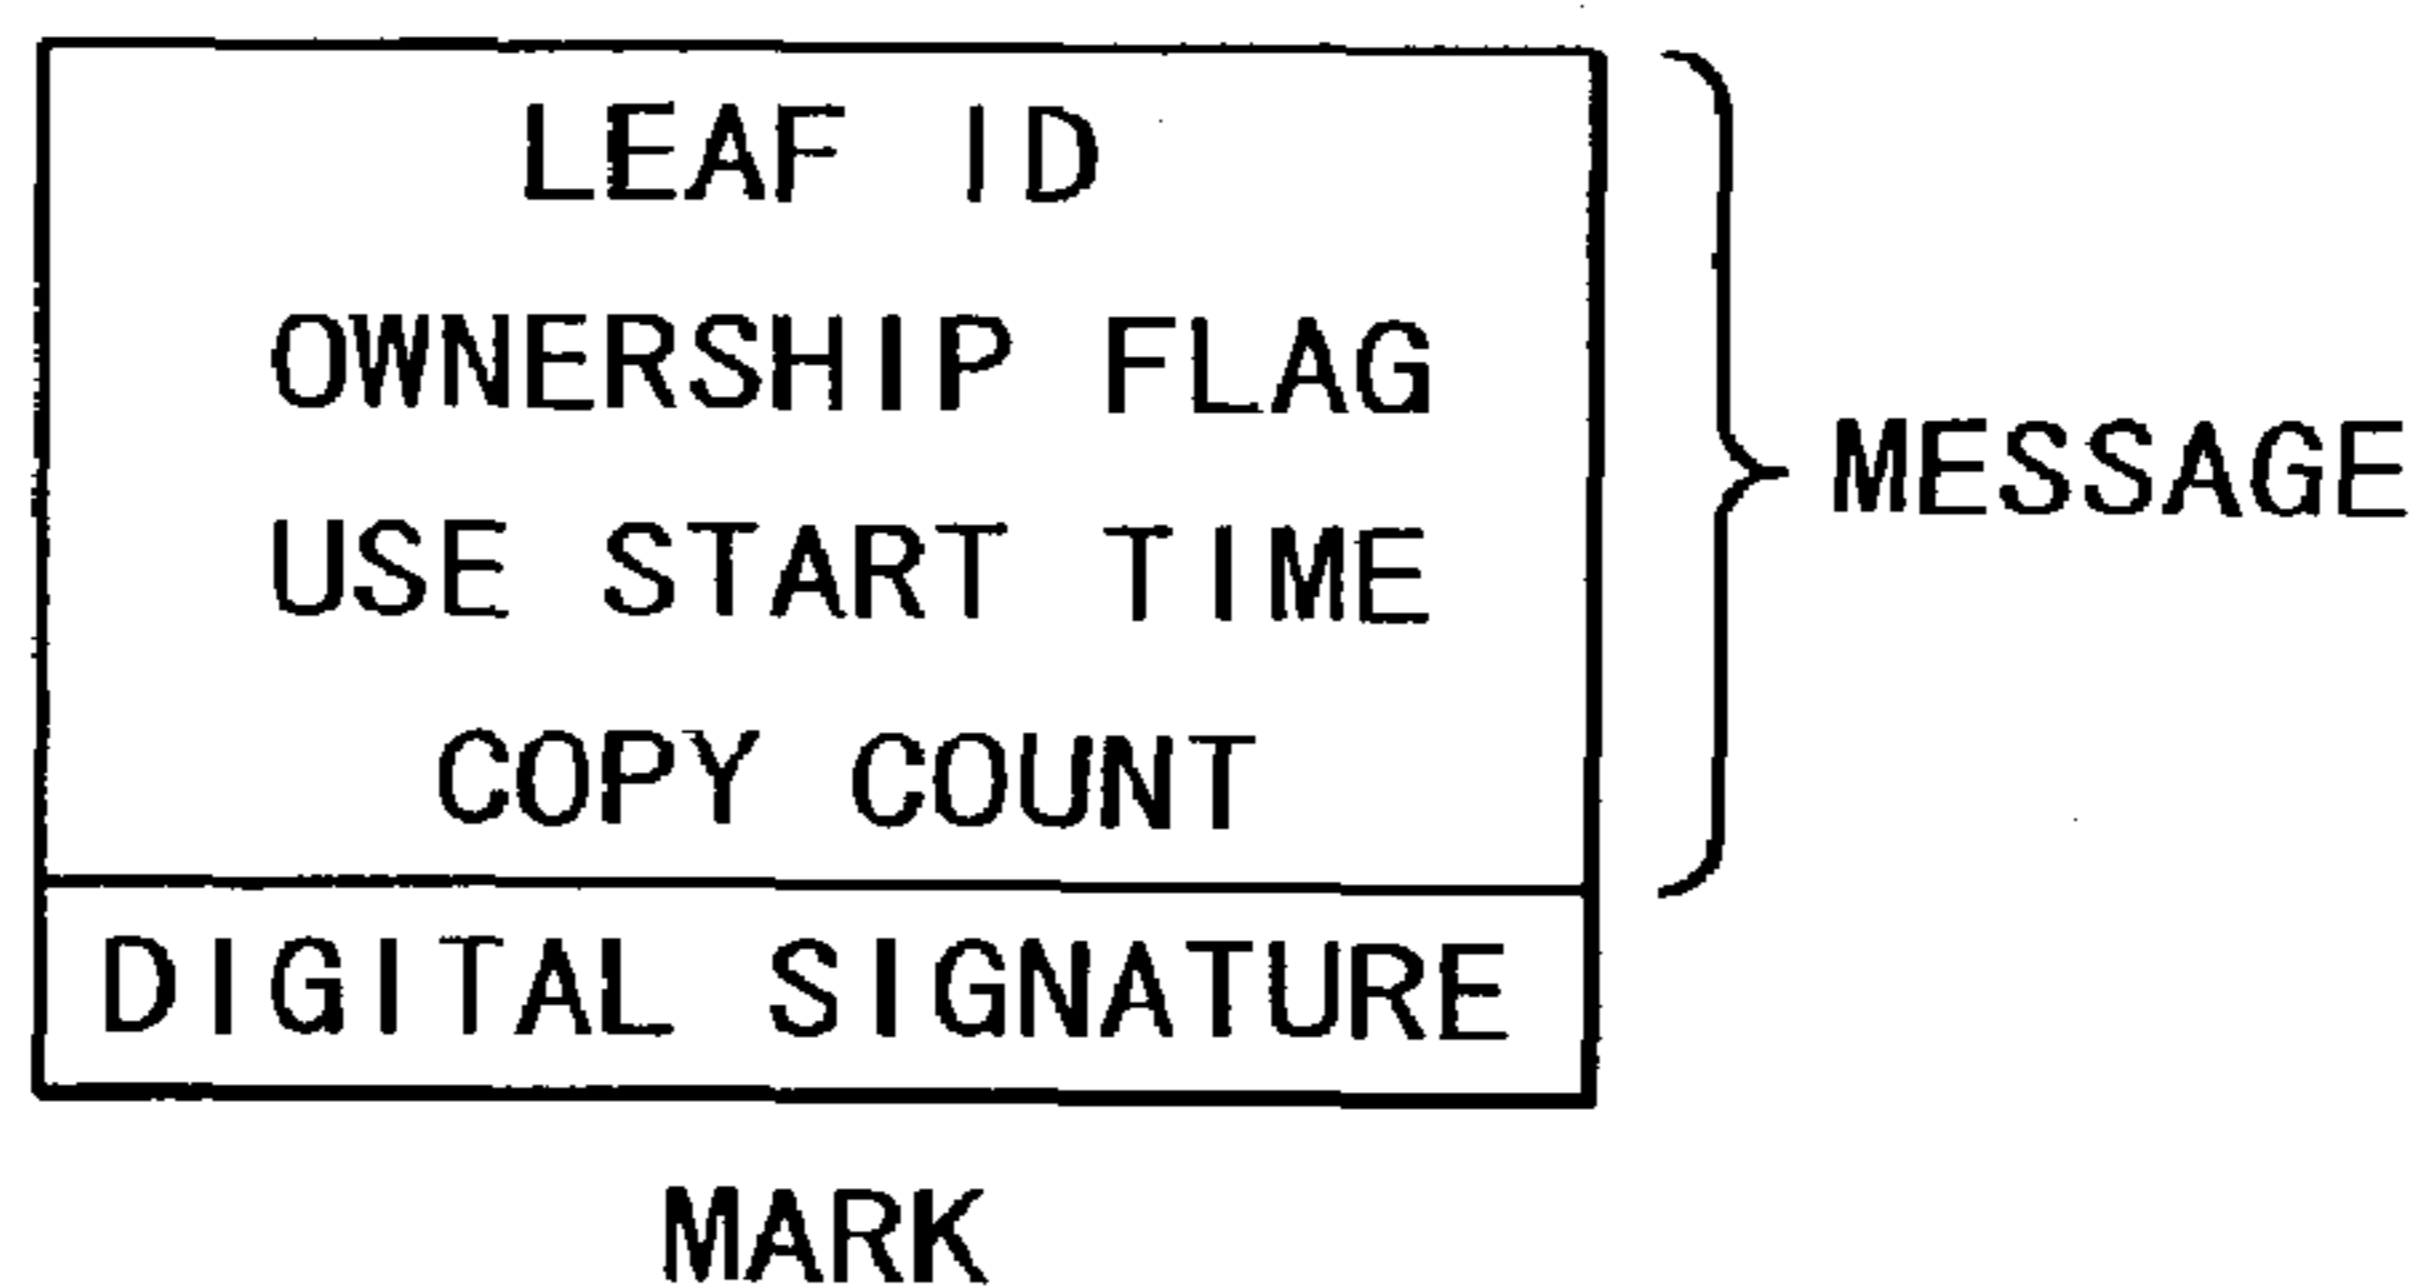 LEAF ID
OWNERSHIP FLAG
USE START TIME
COPY COUNT
MESSAGE
DIGITAL SIGNATURE
MARK